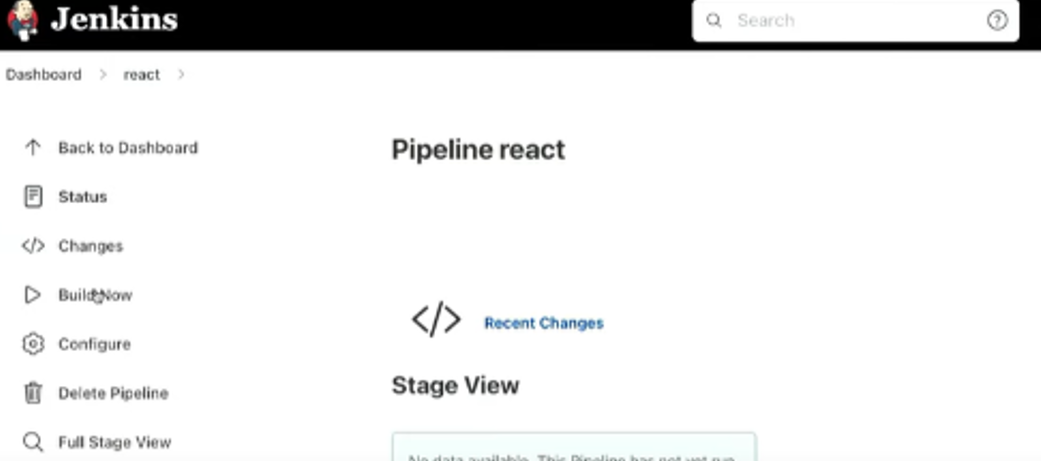 Jenkins
Search
Dashboard > react >
Back to Dashboard
Status
Changes
Build Now
Configure
Delete Pipeline
Full Stage View
Pipeline react
Recent Changes
Stage View
No data available. This Pipeline has not yet run.